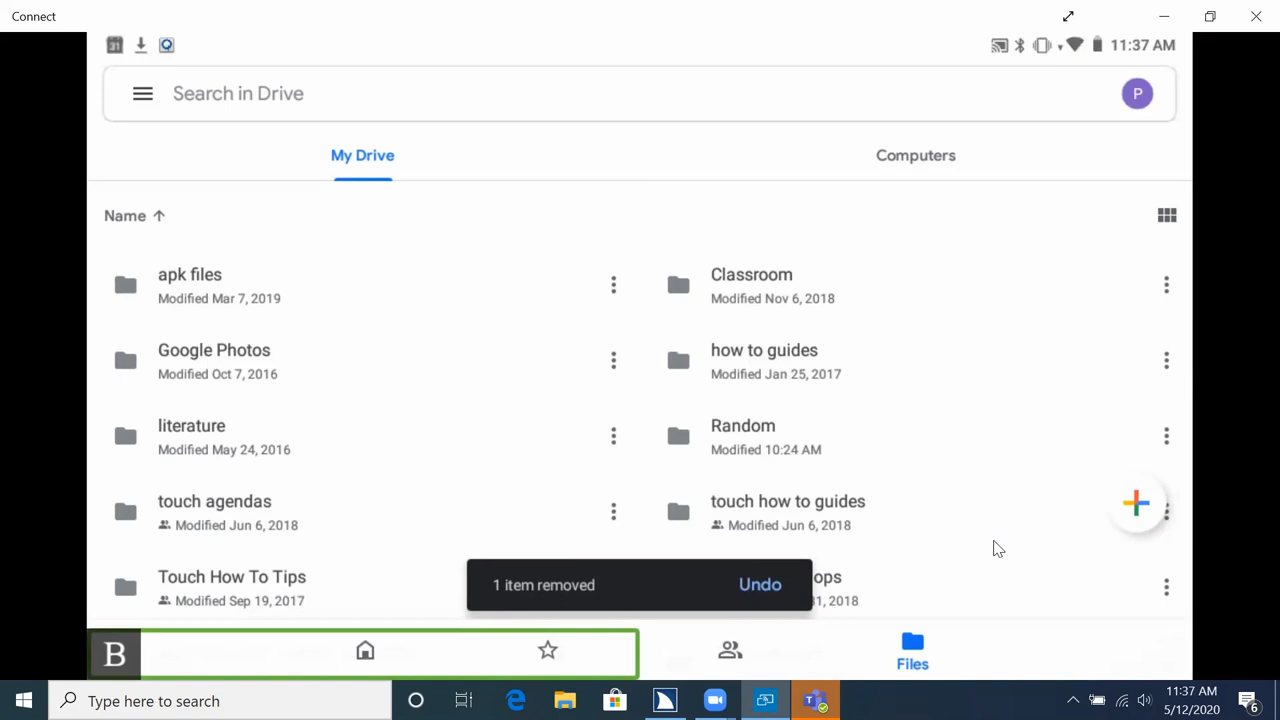 Connect
31
11:37 AM
Search in Drive
P
My Drive
Computers
Name
apk files
Modified Mar 7, 2019
Classroom
Modified Nov 6, 2018
Google Photos
Modified Oct 7, 2016
how to guides
Modified Jan 25, 2017
literature
Modified May 24, 2016
Random
Modified 10:24 AM
touch agendas
Modified Jun 6, 2018
touch how to guides
Modified Jun 6, 2018
Touch How To Tips
Modified Sep 19, 2017
ops
31, 2018
1 item removed
Undo
B
Files
Type here to search
11:37 AM
5/12/2020
6